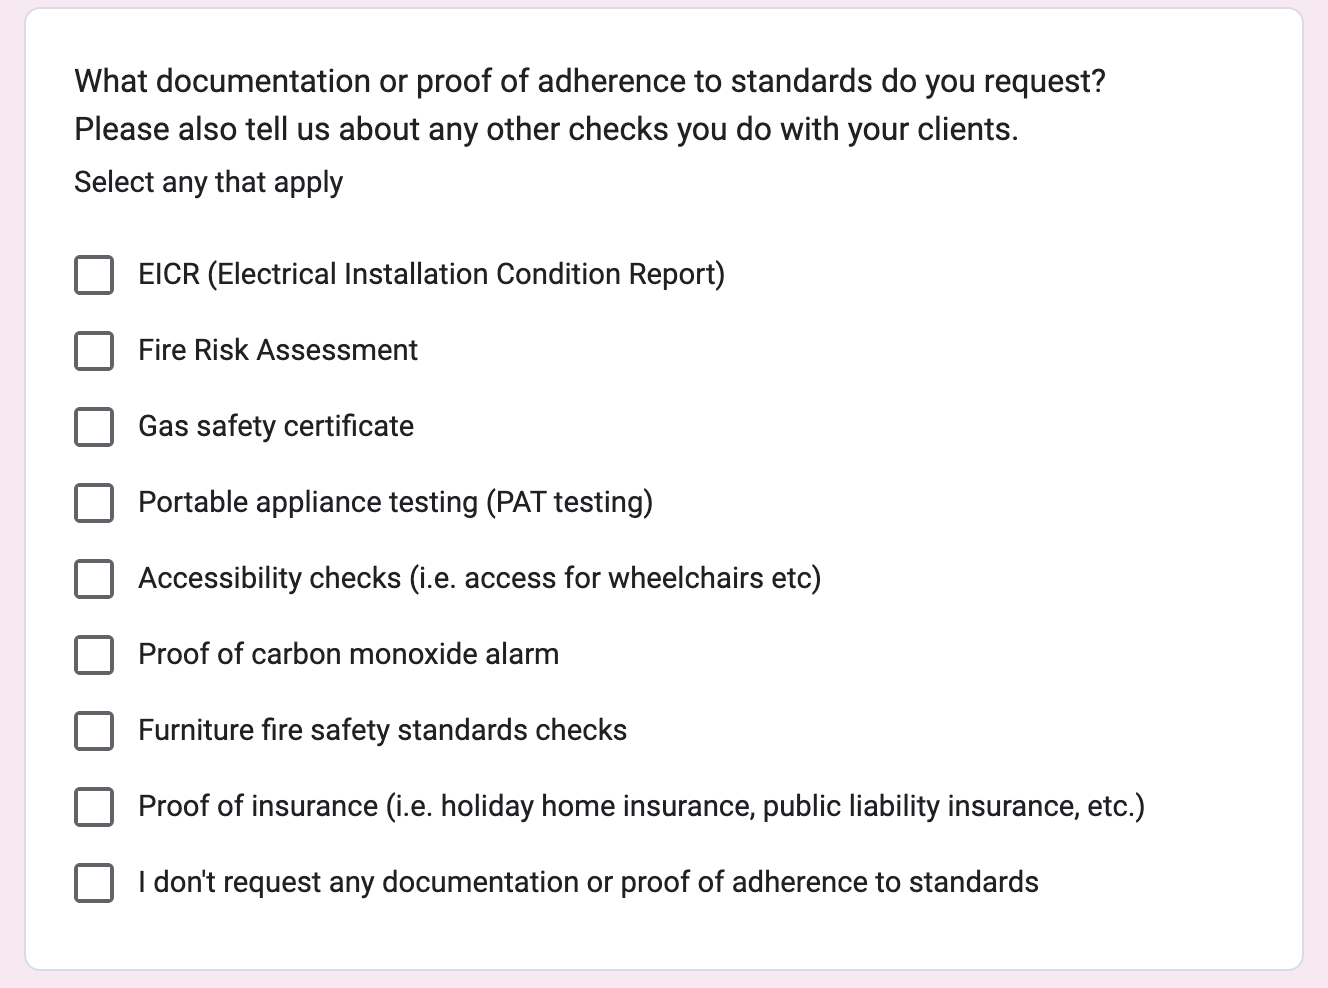 What documentation or proof of adherence to standards do you request?
Please also tell us about any other checks you do with your clients.
Select any that apply
EICR (Electrical Installation Condition Report)
Fire Risk Assessment
Gas safety certificate
Portable appliance testing (PAT testing)
Accessibility checks (i.e. access for wheelchairs etc)
Proof of carbon monoxide alarm
Furniture fire safety standards checks
Proof of insurance (i.e. holiday home insurance, public liability insurance, etc.)
I don't request any documentation or proof of adherence to standards